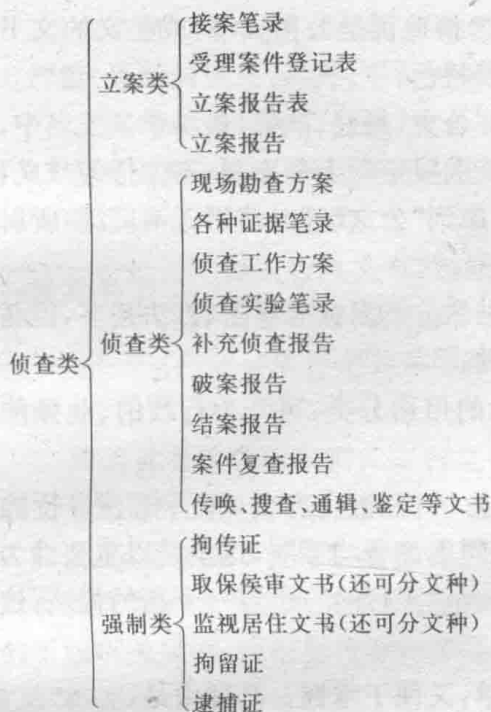 接案笔录
受理案件登记表
立案类
立案报告表
立案报告
现场勘查方案
各种证据笔录
侦查工作方案
侦查实验笔录
侦查类
侦查类
补充侦查报告
破案报告
结案报告
案件复查报告
传唤、搜查、通辑、鉴定等文书
拘传证
取保候审文书(还可分文种)
强制类
监视居住文书(还可分文种)
拘留证
逮捕证